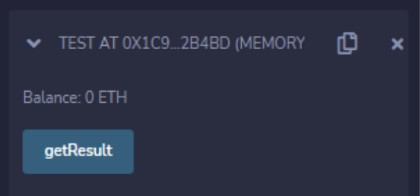 TEST AT 0X1C9...2B4BD (MEMORY
Balance: 0 ETH
getResult